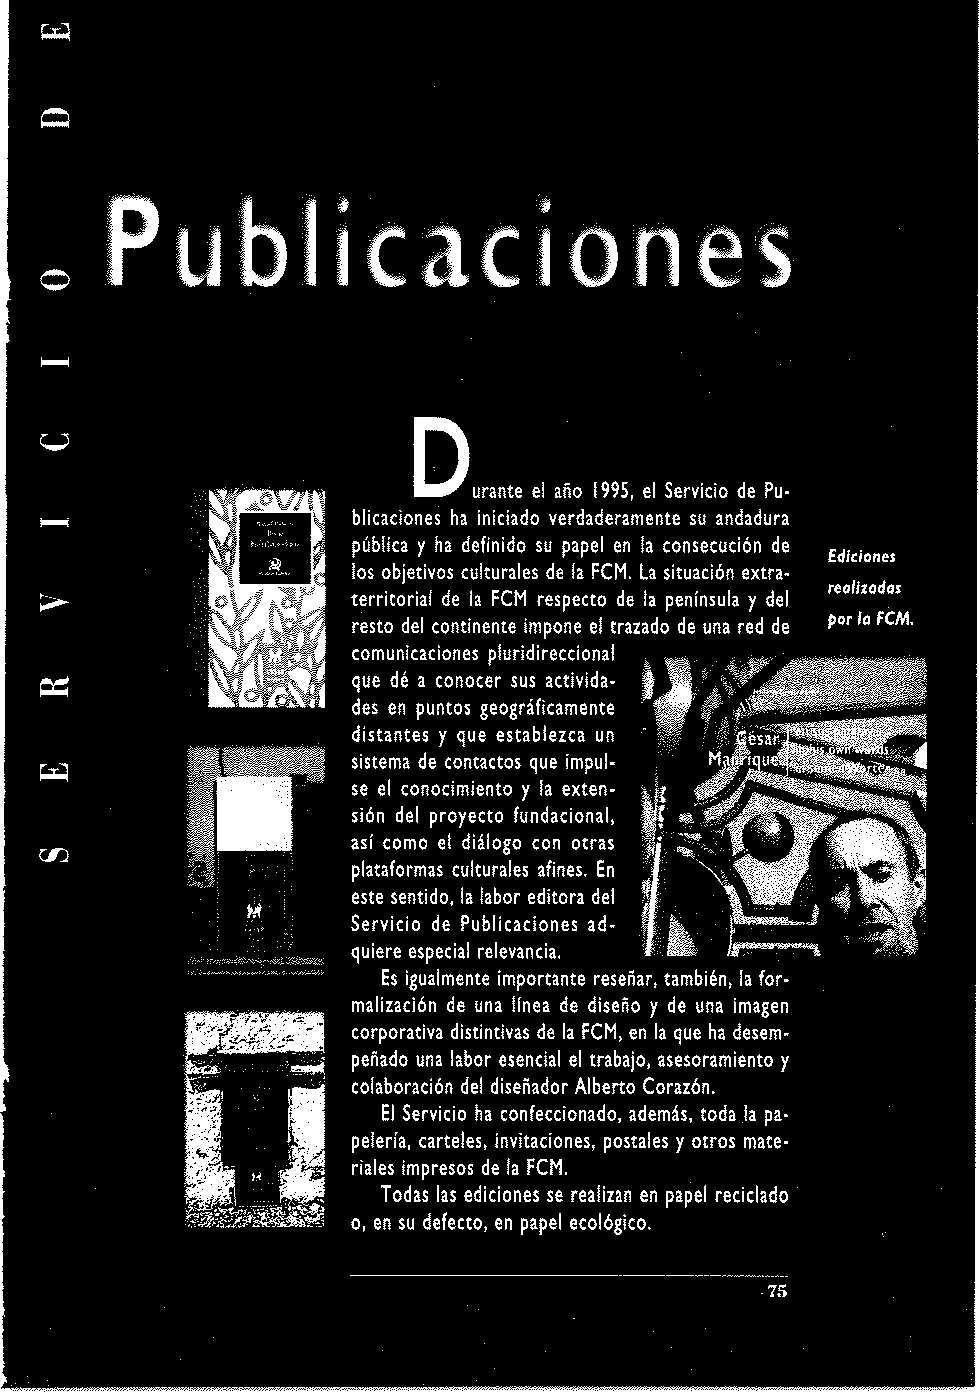 SERVICIO DE
Publicaciones
Durante el año 1995, el Servicio de Pu-
blicaciones ha iniciado verdaderamente su andadura
pública y ha definido su papel en la consecución de
los objetivos culturales de la FCM. La situación extra-
territorial de la FCM respecto de la península y del
resto del continente impone el trazado de una red de
comunicaciones pluridireccional
que dé a conocer sus activida-
des en puntos geográficamente
distantes y que establezca un
sistema de contactos que impul-
se el conocimiento y la exten-
sión del proyecto fundacional,
así como el diálogo con otras
plataformas culturales afines. En
este sentido, la labor editora del
Servicio de Publicaciones ad-
quiere especial relevancia.
Es igualmente importante reseñar, también, la for-
malización de una línea de diseño y de una imagen
corporativa distintivas de la FCM, en la que ha desem-
peñado una labor esencial el trabajo, asesoramiento y
colaboración del diseñador Alberto Corazón.
El Servicio ha confeccionado, además, toda la pa-
pelería, carteles, invitaciones, postales y otros mate-
riales impresos de la FCM.
Todas las ediciones se realizan en papel reciclado
o, en su defecto, en papel ecológico.
Ediciones
realizadas
por la FCM.
César
Manrique
75